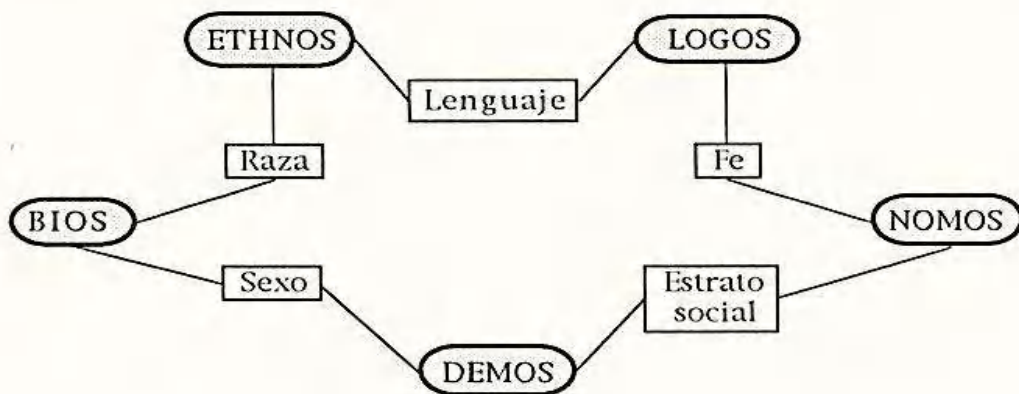 ETHNOS
LOGOS
Lenguaje
Raza
Fe
BIOS
NOMOS
Sexo
Estrato
social
DEMOS